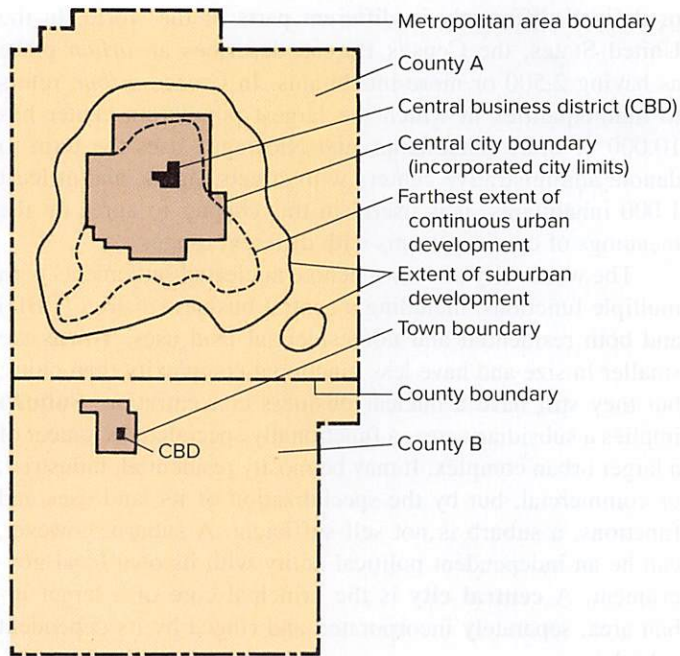 Metropolitan area boundary
County A
Central business district (CBD)
Central city boundary
(incorporated city limits)
Farthest extent of
continuous urban
development
Extent of suburban
development
Town boundary
County boundary
CBD
County B